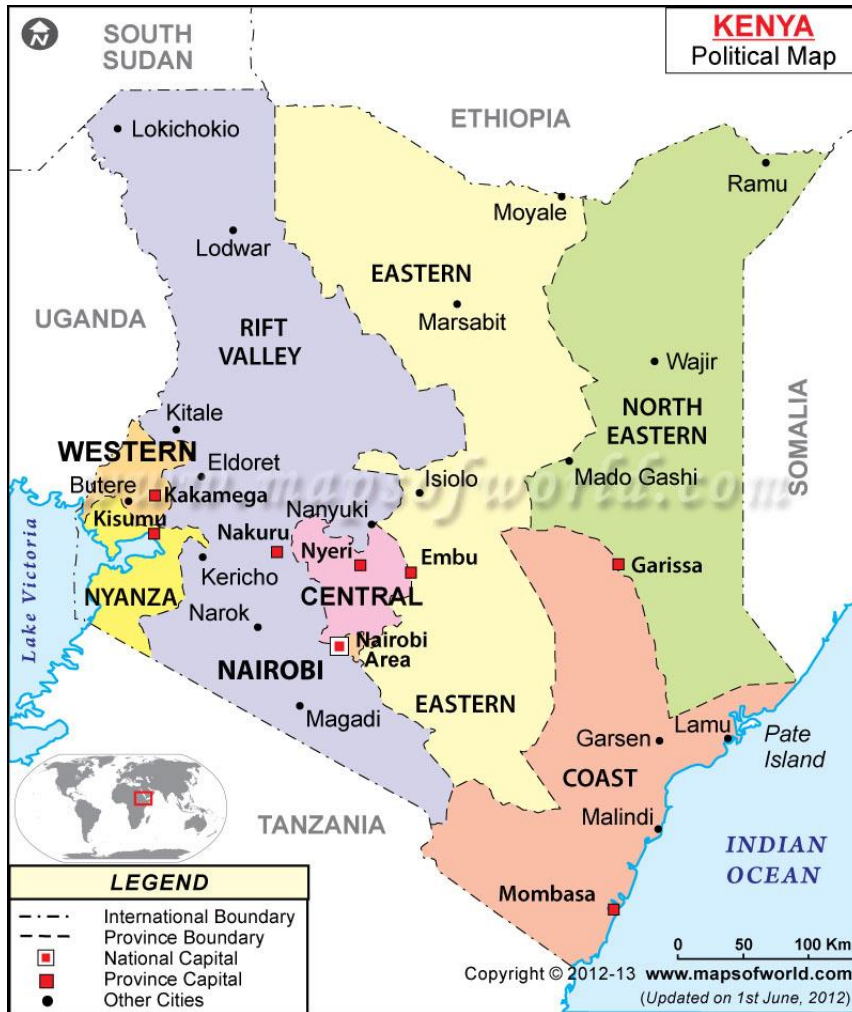 KENYA
Political Map
SOUTH
SUDAN
N
ETHIOPIA
Lokichokio
Ramu
Moyale
Lodwar
EASTERN
Marsabit
UGANDA
RIFT
VALLEY
Wajir
SOMALIA
Kitale
NORTH
EASTERN
WESTERN
Eldoret
Mado Gashi
Isiolo
Butere
Kakamega
www.mapsofworld.com
Nanyuki
Kisumu
Nakuru
Nyeri
Embu
Garissa
Kericho
Lake Victoria
NYANZA
CENTRAL
Narok
Nairobi
Area
NAIROBI
EASTERN
Magadi
Lamu
Garsen
Pate
Island
COAST
Malindi
TANZANIA
INDIAN
OCEAN
Mombasa
LEGEND
International Boundary
Province Boundary
National Capital
Province Capital
Other Cities
0 50 100 Km
Copyright © 2012-13 www.mapsofworld.com
(Updated on 1st June, 2012)